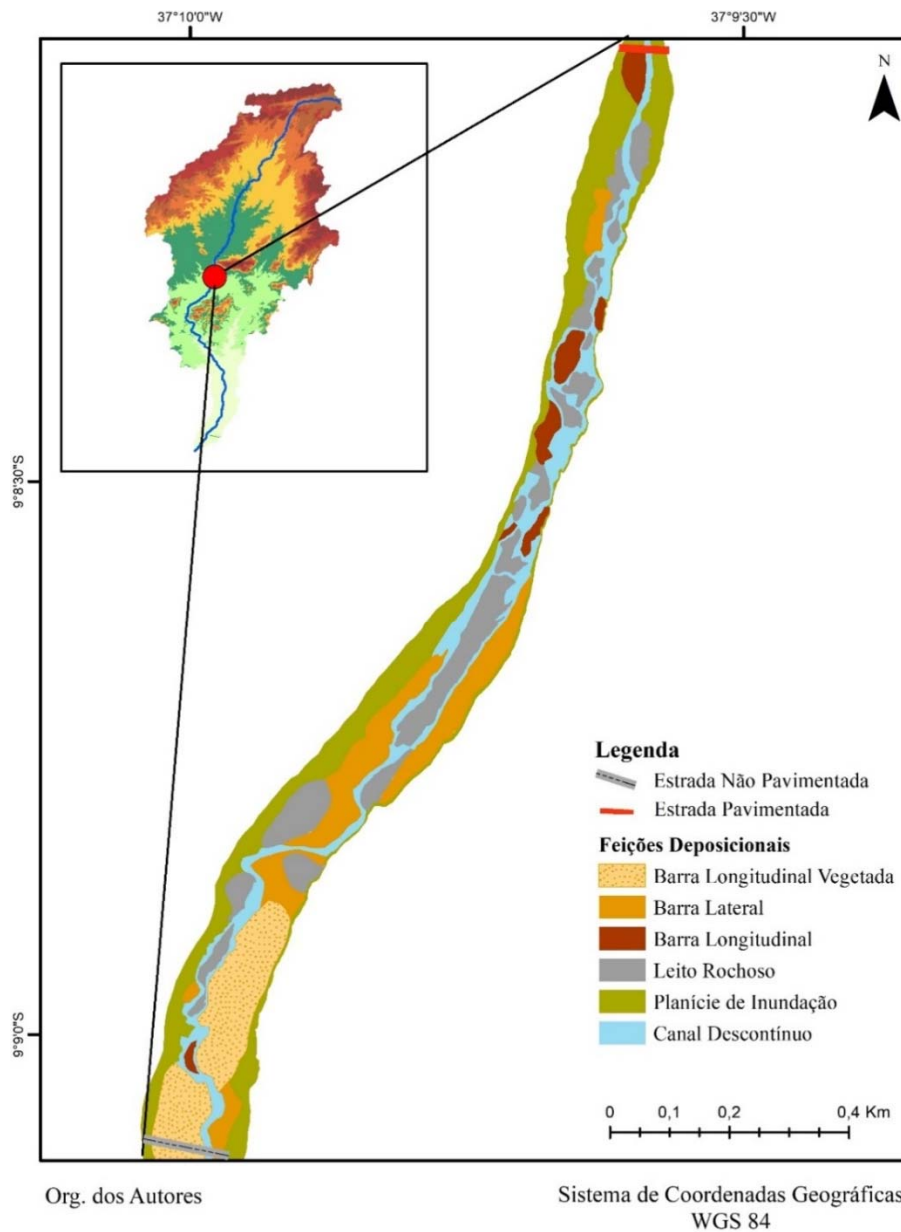 37°10'0"W
37°9'30"W
N
9°8'30"S
9°9'0"S
Legenda
Estrada Não Pavimentada
Estrada Pavimentada
Feições Deposicionais
Barra Longitudinal Vegetada
Barra Lateral
Barra Longitudinal
Leito Rochoso
Planície de Inundação
Canal Descontínuo
0 0,1 0,2 0,4 Km
Org. dos Autores
Sistema de Coordenadas Geográficas
WGS 84